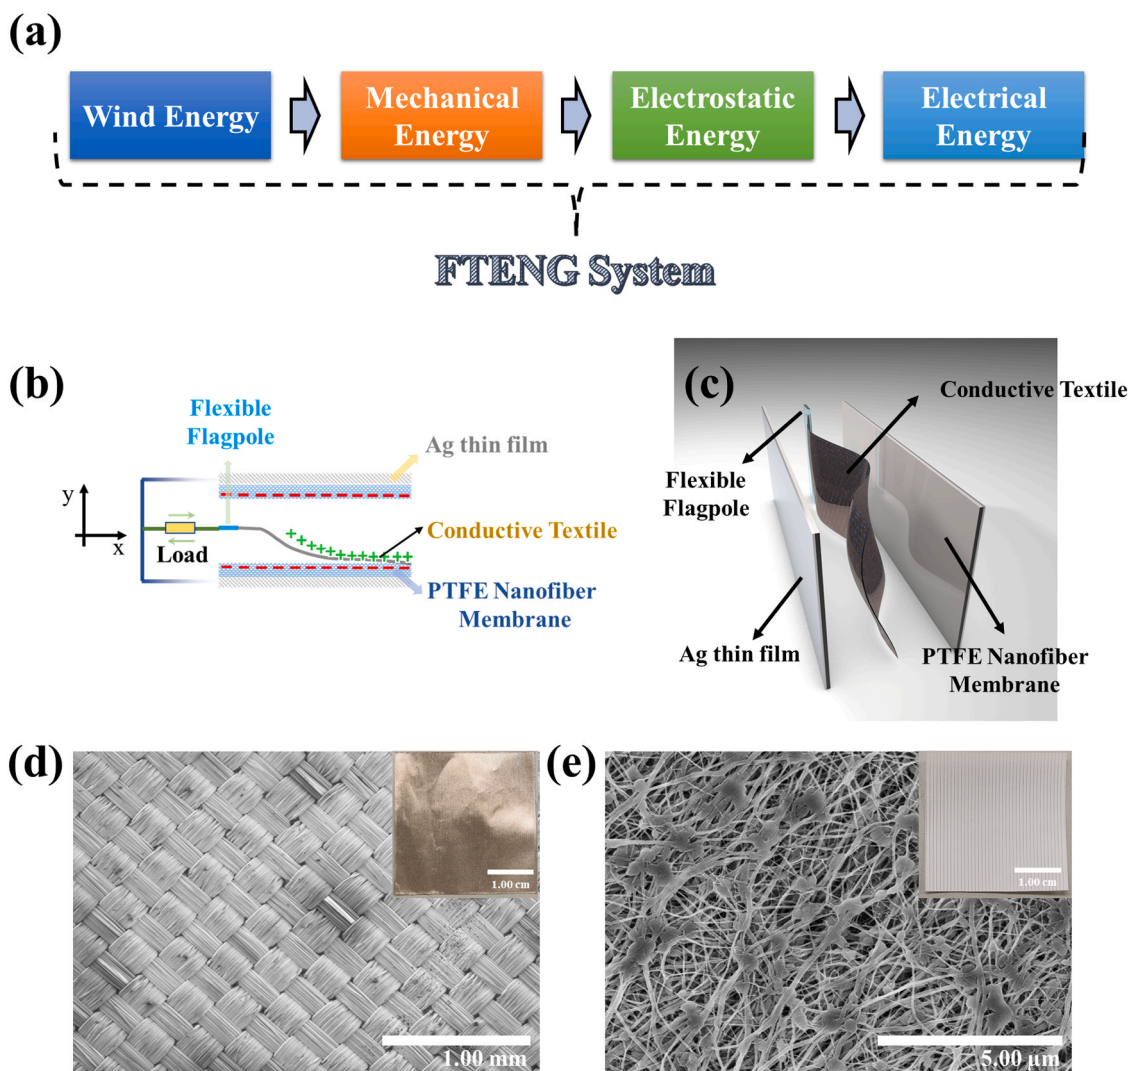 (a)
Wind Energy
Mechanical
Energy
Electrostatic
Energy
Electrical
Energy
FTENG System
(b)
Flexible
Flagpole
Ag thin film
y
x
Load
Conductive Textile
PTFE Nanofiber
Membrane
(c)
Conductive Textile
Flexible
Flagpole
Ag thin film
PTFE Nanofiber
Membrane
(d)
1.00 cm
1.00 mm
(e)
1.00 cm
5.00 μm